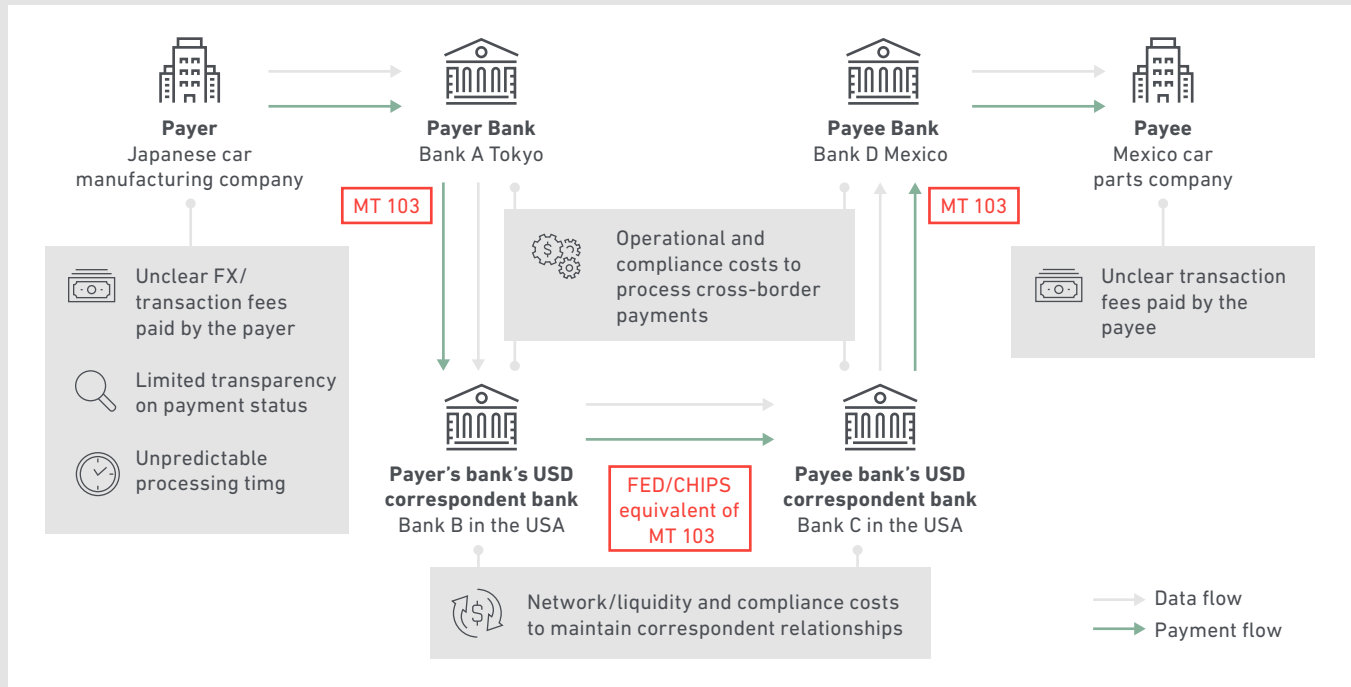 Payer
Japanese car
manufacturing company
Payer Bank
Bank A Tokyo
Payee Bank
Bank D Mexico
Payee
Mexico car
parts company
MT 103
MT 103
Unclear FX/
transaction fees
paid by the payer
Limited transparency
on payment status
Unpredictable
processing timg
$
Operational and
compliance costs to
process cross-border
payments
Unclear transaction
fees paid by the
payee
Payer's bank's USD
correspondent bank
Bank B in the USA
FED/CHIPS
equivalent of
MT 103
Payee bank's USD
correspondent bank
Bank C in the USA
$
Network/liquidity and compliance costs
to maintain correspondent relationships
Data flow
Payment flow